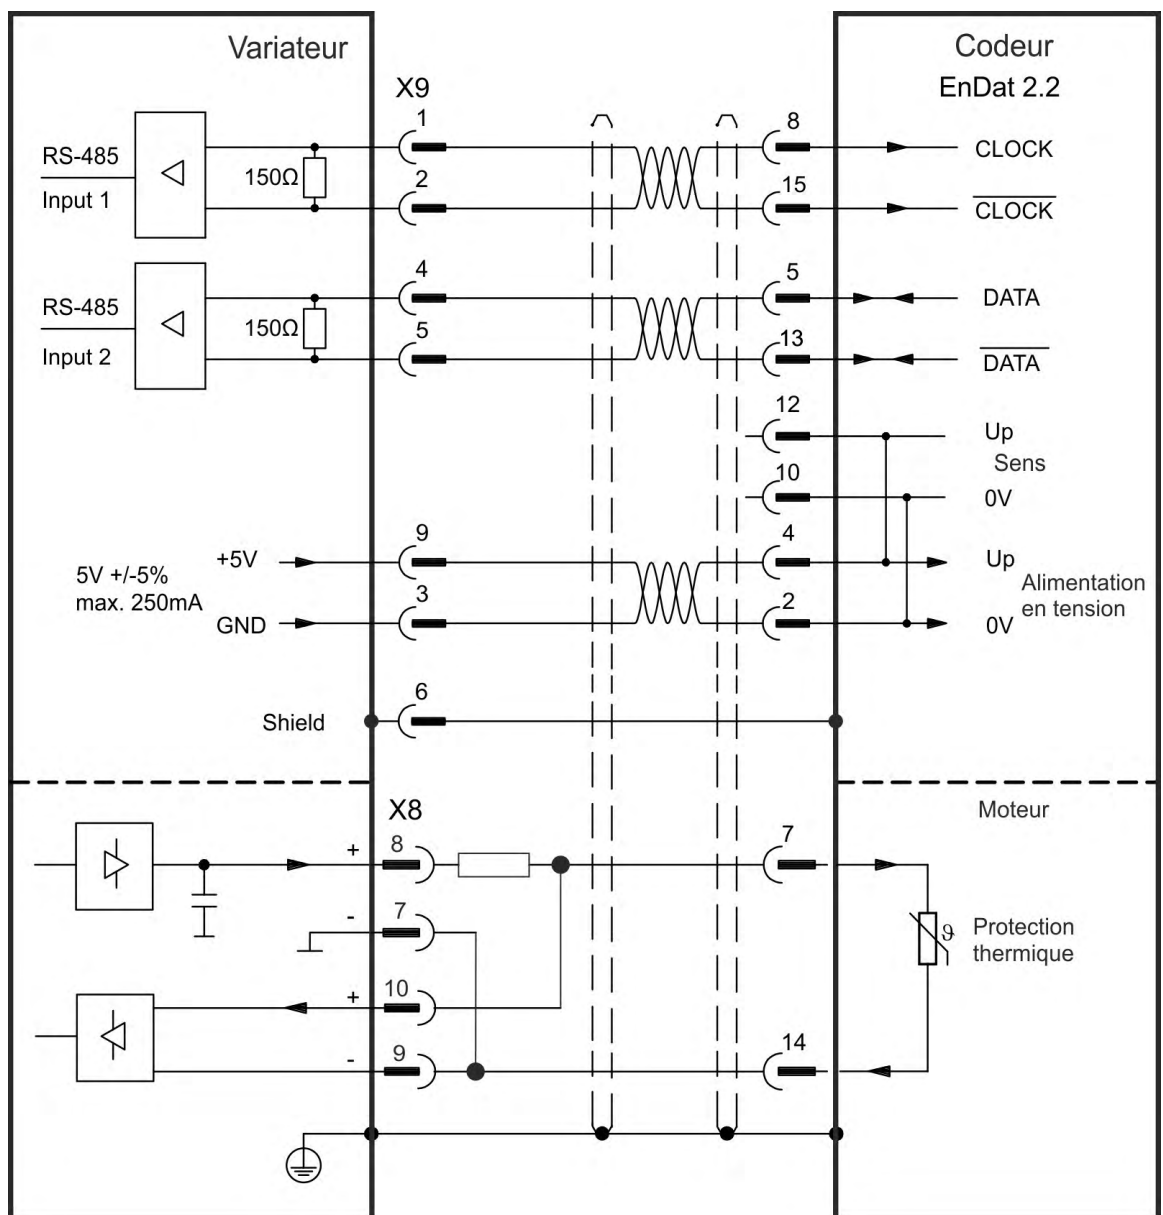 Variateur
Codeur
EnDat 2.2
X9
1
8
RS-485
150Ω
CLOCK
2
15
Input 1
CLOCK
4
5
RS-485
150Ω
DATA
5
13
Input 2
DATA
12
Up
Sens
10
0V
9
4
+5V
Up
5V +/-5%
max. 250mA
Alimentation
en tension
3
2
GND
0V
6
Shield
X8
Moteur
8
7
+
7
-
ϑ
Protection
thermique
10
+
9
14
-